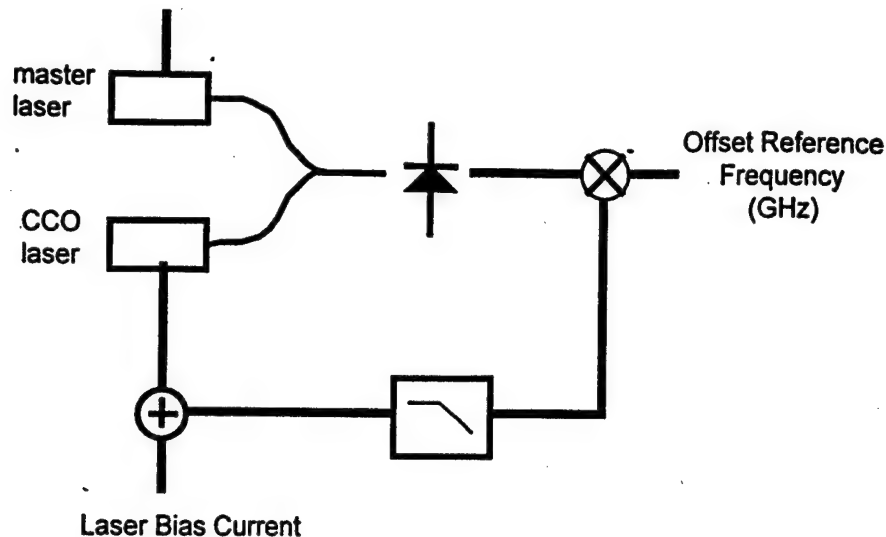 master
laser
CCO
laser
Offset Reference
Frequency
(GHz)
Laser Bias Current